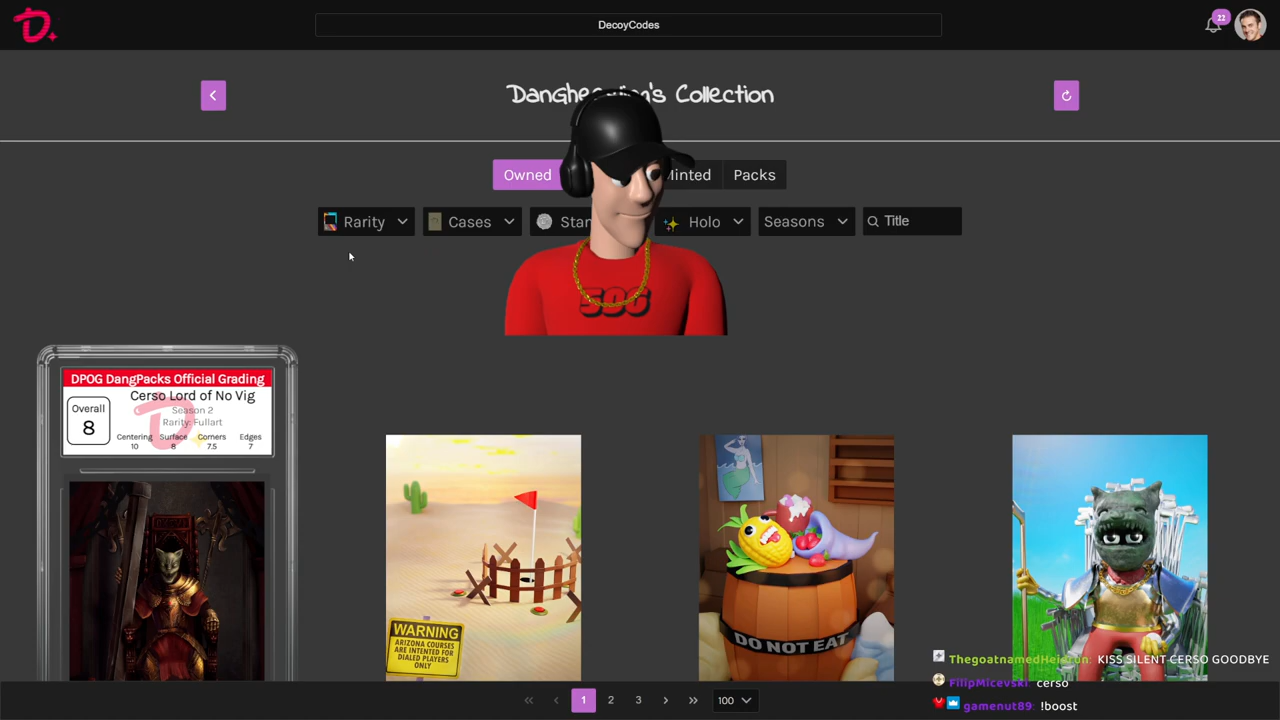 DecoyCodes
22
's Collection
Owned
Packs
Rarity
Cases
Holo
Seasons
Title
DPOG DangPacks Official Grading
Cerso Lord of No Vig
Season 2
Rarity: Fullart
Overall
8
Centering
10
Surface
8
Corners
7.5
Edges
7
WARNING
ARIZONA COURSES
ARE INTENTED FOR
DIALED PLAYERS
ONLY
DO NOT EAT
ThegoatnamedHei : KISS SILENT CERSO GOODBYE
FilipMicevski: cerso
gamenut89: !boost
1
2
3
100